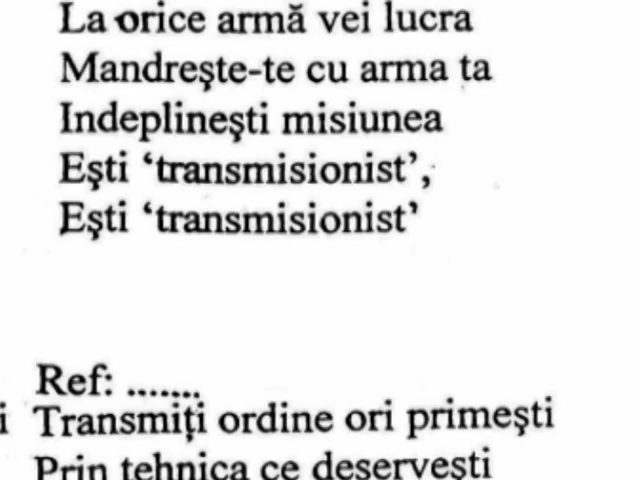 La orice armă vei lucra
Mandreşte-te cu arma ta
Indeplineşti misiunea
Eşti ‘transmisionist’,
Eşti ‘transmisionist’
Ref: .......
i Transmiţi ordine ori primeşti
Prin tehnica ce deserveşti